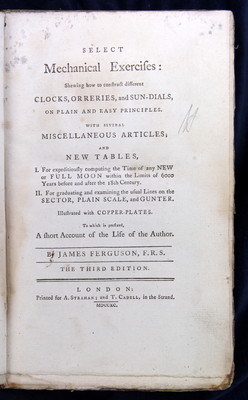 SELECT
Mechanical Exercises:
Shewing how to construct different
CLOCKS, ORRERIES, and SUN-DIALS,
ON PLAIN AND EASY PRINCIPLES.
WITH SEVERAL
MISCELLANEOUS ARTICLES;
AND
NEW TABLES,
I. For expeditiously computing the Time of any NEW
or FULL MOON within the Limits of 6000
Years before and after the 18th Century.
II. For graduating and examining the usual Lines on the
SECTOR, PLAIN SCALE, and GUNTER.
Illustrated with COPPER-PLATES.
To which is prefixed,
A short Account of the Life of the Author.
By JAMES FERGUSON, F.R.S.
THE THIRD EDITION.
LONDON:
Printed for A. STRAHAN; and T. CADELL in the Strand.
MDCCXC.